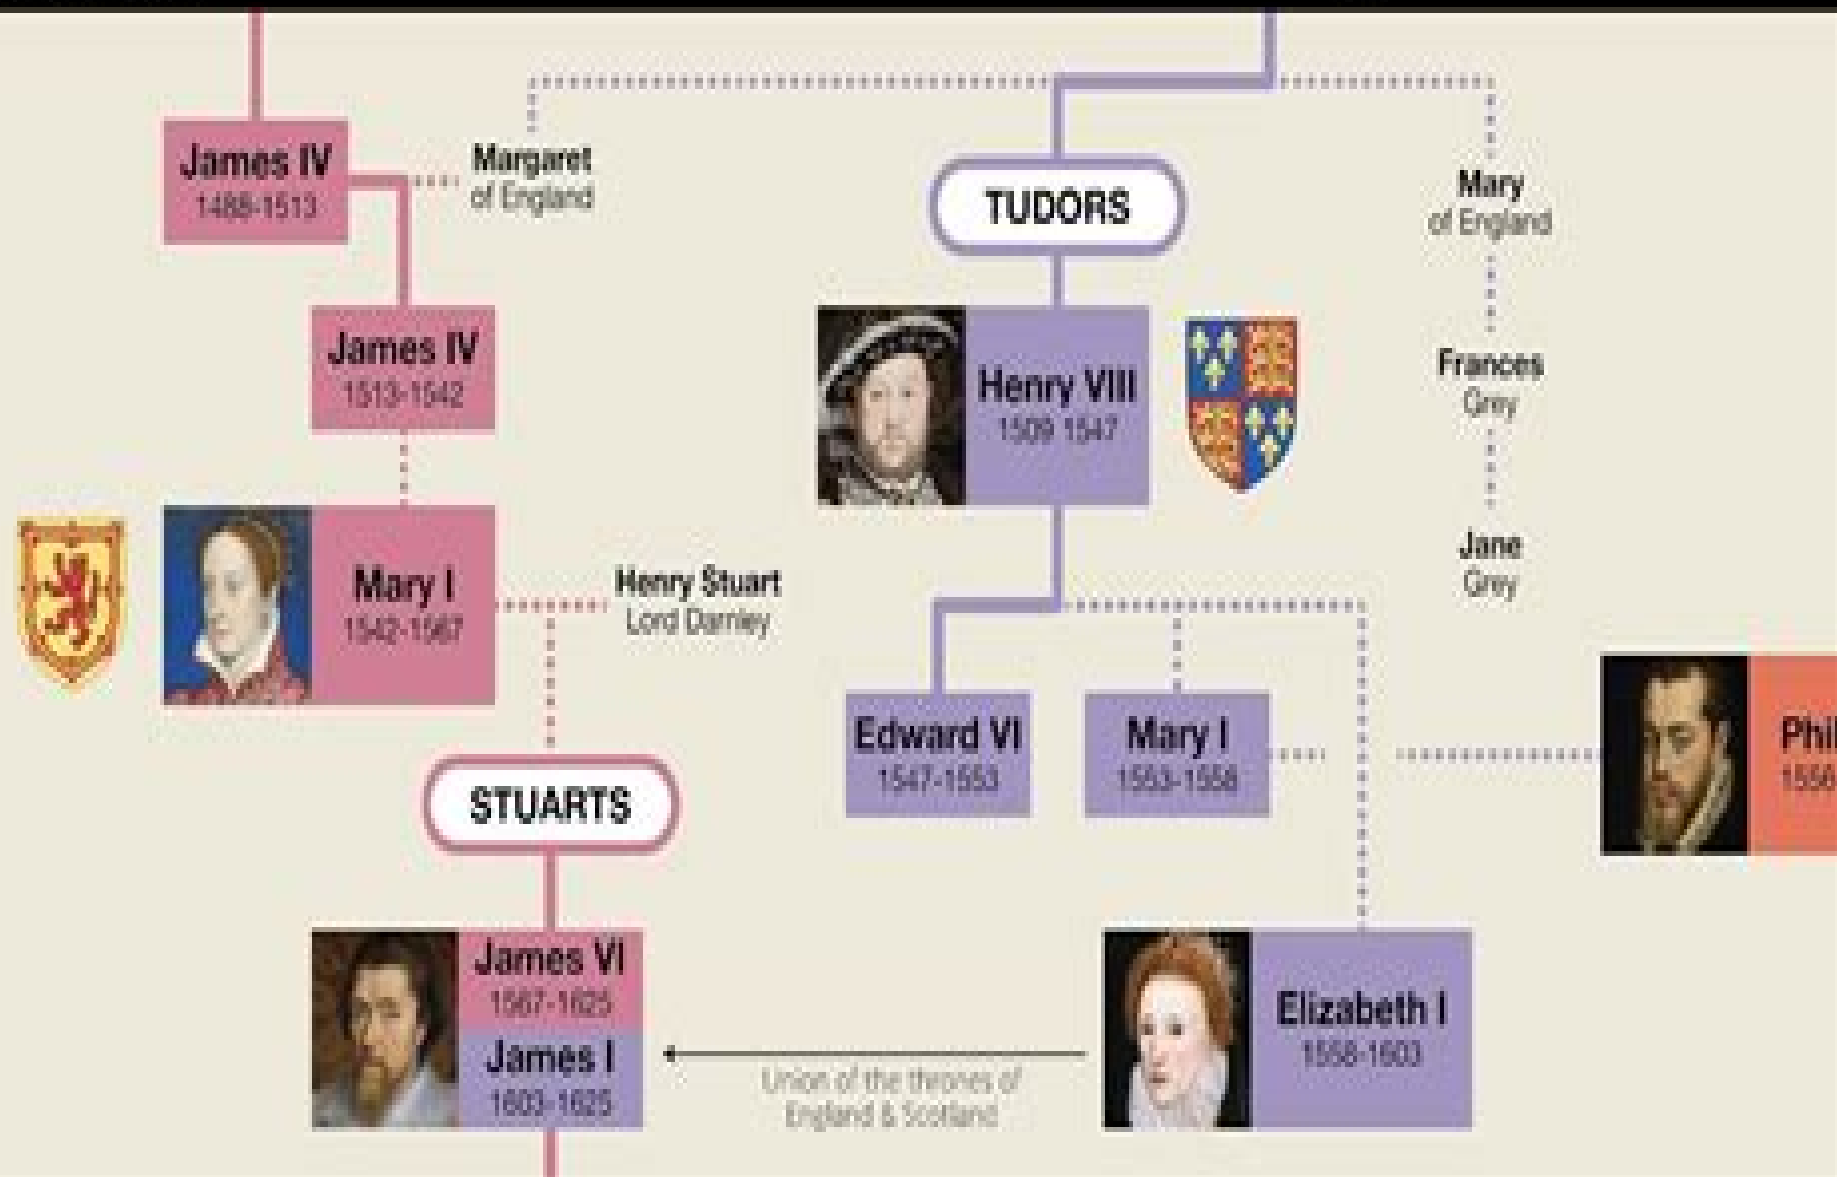 James IV
1488-1513
Margaret
of England
TUDORS
Mary
of England
James IV
1513-1542
Henry VIII
1509 1547
Frances
Grey
Mary I
1542-1567
Henry Stuart
Lord Darnley
Jane
Grey
Edward VI
1547-1553
Mary I
1553-1558
Phil
1556
STUARTS
James VI
1567-1625
James I
1603-1625
Union of the thrones of
England & Scotland
Elizabeth I
1558-1603